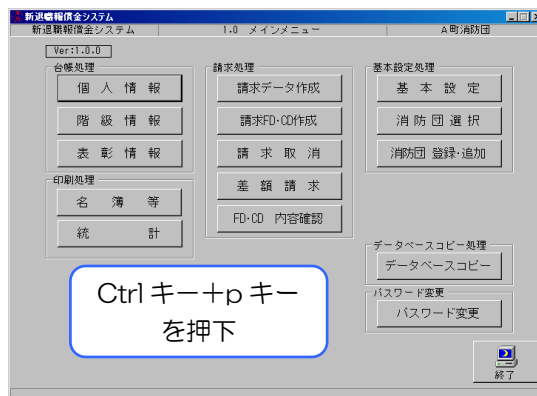 新退職報償金システム
新退職報償金システム 1.0 メインメニュー A町消防団
Ver:1.0.0
台帳処理
個人情報
階級情報
表彰情報
印刷処理
名簿等
統計
請求処理
請求データ作成
請求FD・CD作成
請求取消
差額請求
FD・CD 内容確認
基本設定処理
基本設定
消防団選択
消防団 登録・追加
データベースコピー処理
データベースコピー
パスワード変更
パスワード変更
Ctrlキー+pキー
を押下
終了